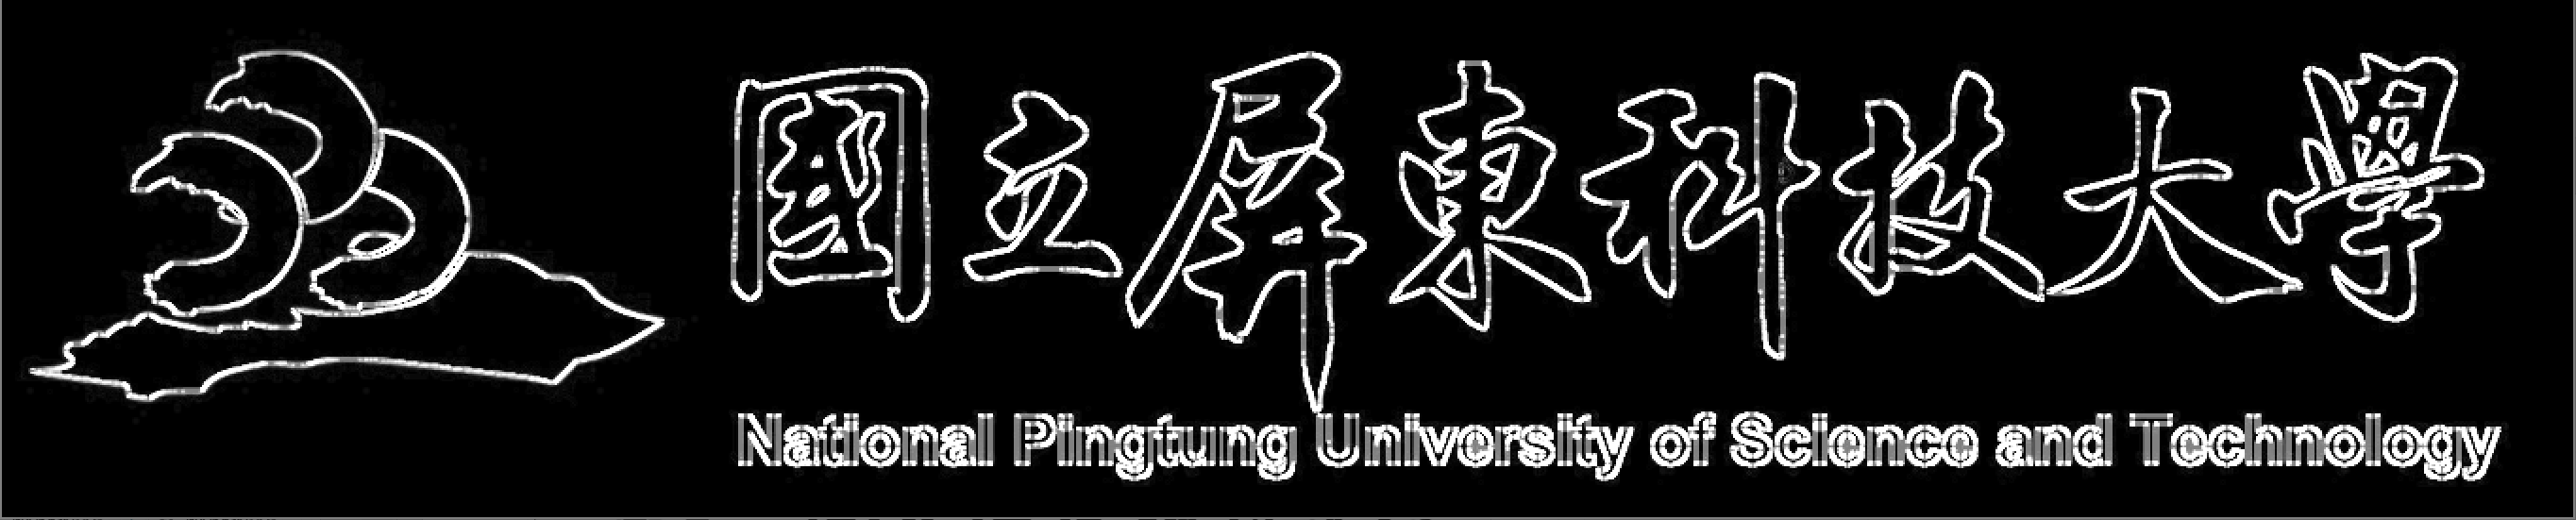 國立屏東科技大學
National Pingtung University of Science and Technology